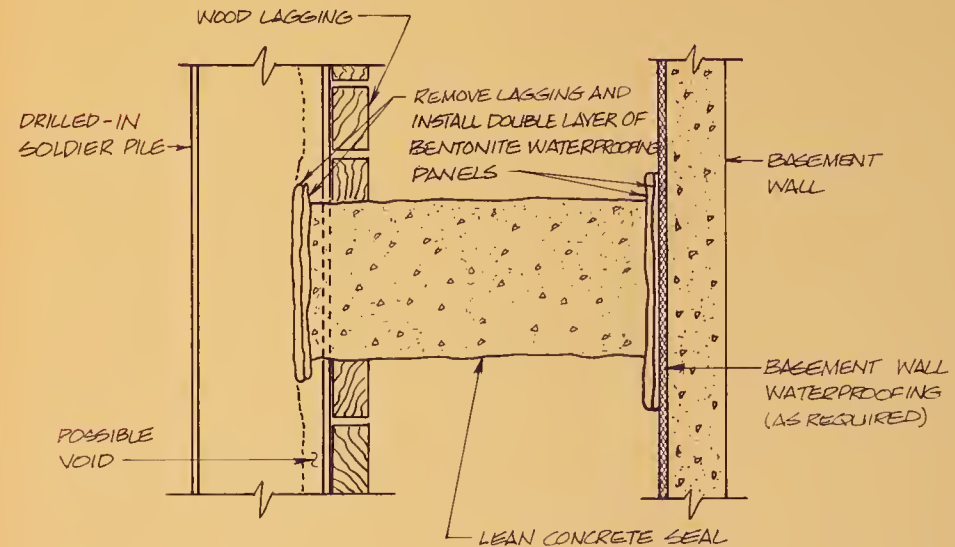 WOOD LAGGING
DRILLED-IN
SOLDIER PILE
REMOVE LAGGING AND
INSTALL DOUBLE LAYER OF
BENTONITE WATERPROOFING
PANELS
BASEMENT
WALL
BASEMENT WALL
WATERPROOFING
(AS REQUIRED)
POSSIBLE
VOID
LEAN CONCRETE SEAL